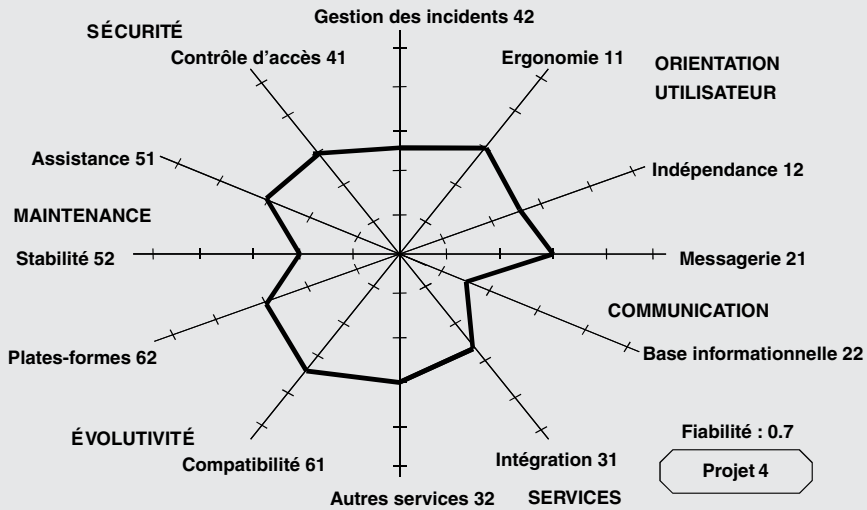 Gestion des incidents 42
SÉCURITÉ
Contrôle d’accès 41
Ergonomie 11
ORIENTATION
UTILISATEUR
Assistance 51
Indépendance 12
MAINTENANCE
Stabilité 52
Messagerie 21
COMMUNICATION
Plates-formes 62
Base informationnelle 22
ÉVOLUTIVITÉ
Compatibilité 61
Intégration 31
Fiabilité : 0.7
Projet 4
Autres services 32
SERVICES